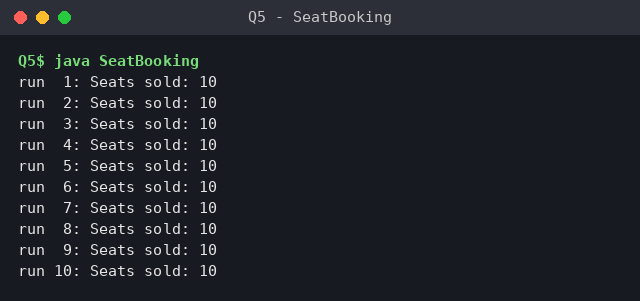 Q5 - SeatBooking
Q5$ java SeatBooking
run  1: Seats sold: 10
run  2: Seats sold: 10
run  3: Seats sold: 10
run  4: Seats sold: 10
run  5: Seats sold: 10
run  6: Seats sold: 10
run  7: Seats sold: 10
run  8: Seats sold: 10
run  9: Seats sold: 10
run 10: Seats sold: 10